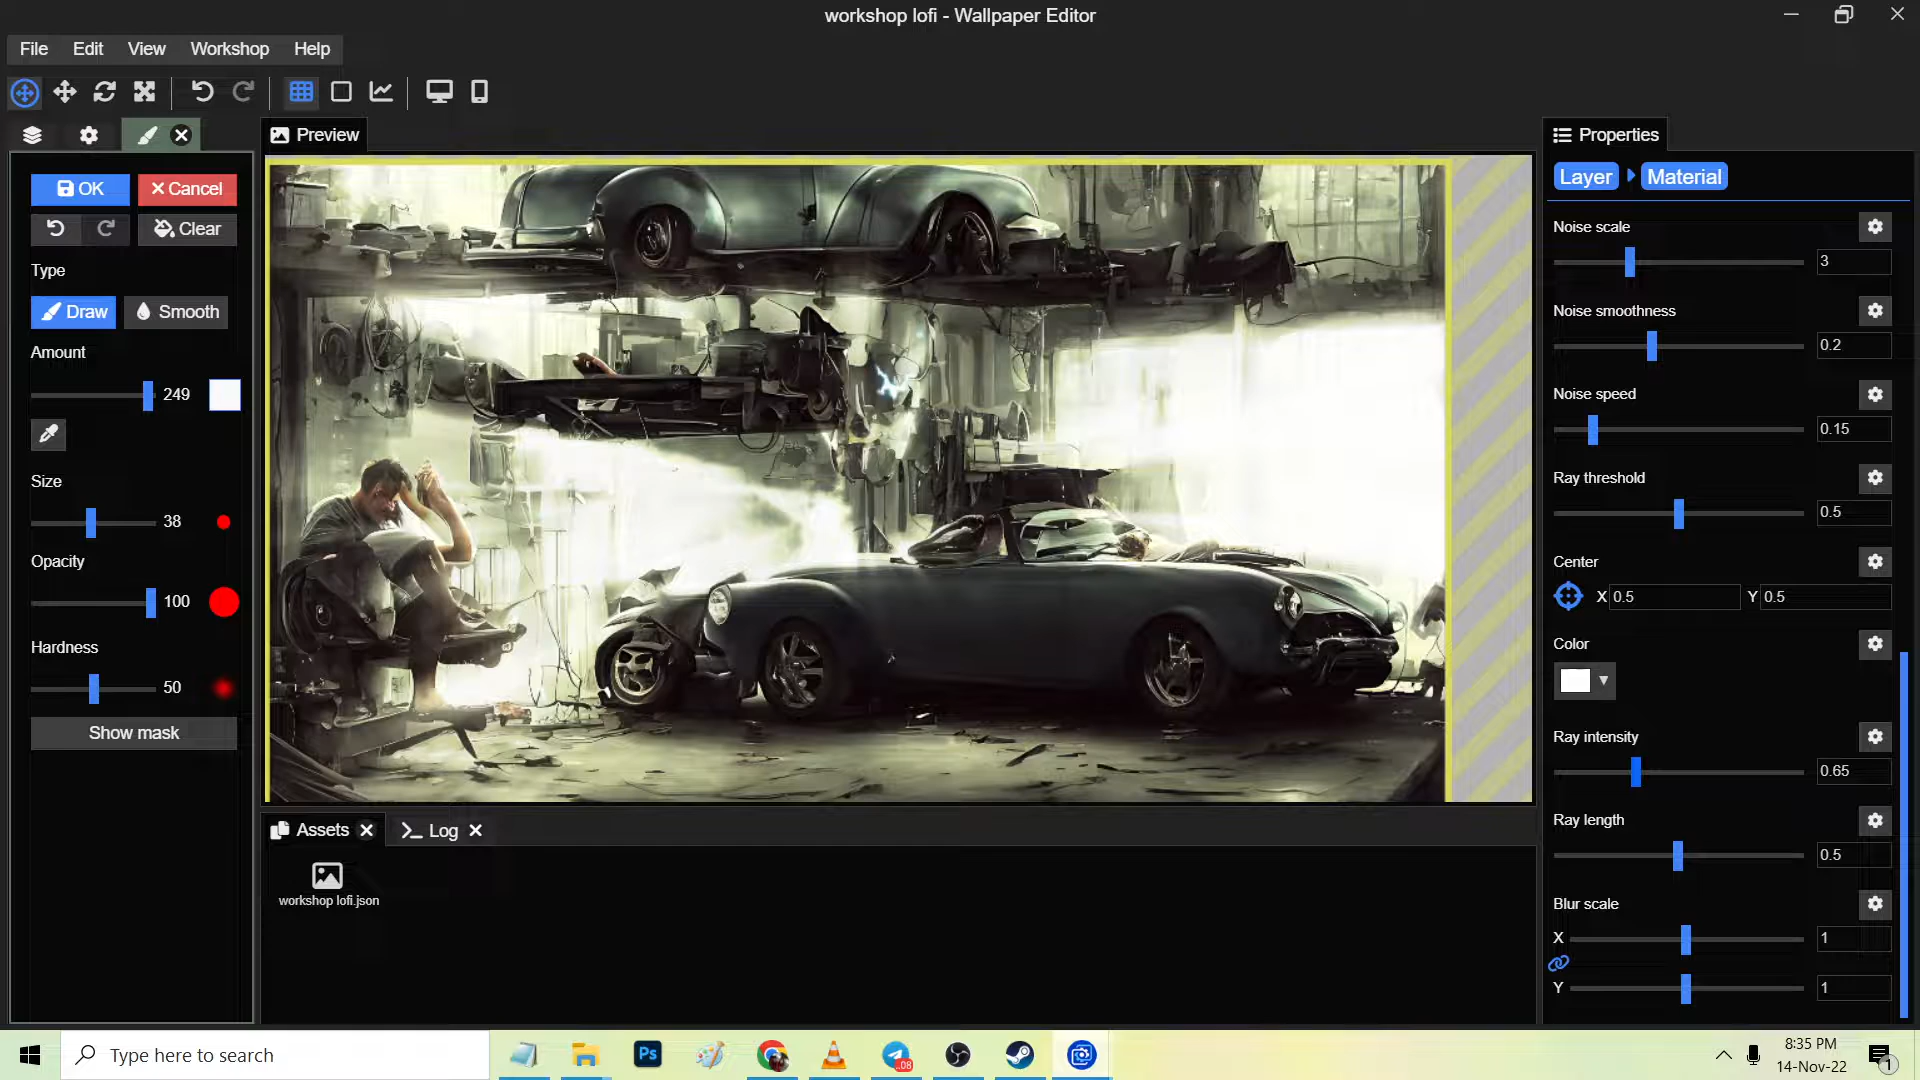 workshop lofi - Wallpaper Editor
File Edit View Workshop Help
Preview
Properties
OK Cancel
Clear
Type
Draw Smooth
Amount
249
Size
38
Opacity
100
Hardness
50
Show mask
Assets Log
workshop lofi.json
Layer Material
Noise scale
3
Noise smoothness
0.2
Noise speed
0.15
Ray threshold
0.5
Center
X 0.5 Y 0.5
Color
Ray intensity
0.65
Ray length
0.5
Blur scale
X 1
Y 1
Type here to search
Ps
..08
8:35 PM
14-Nov-22
1